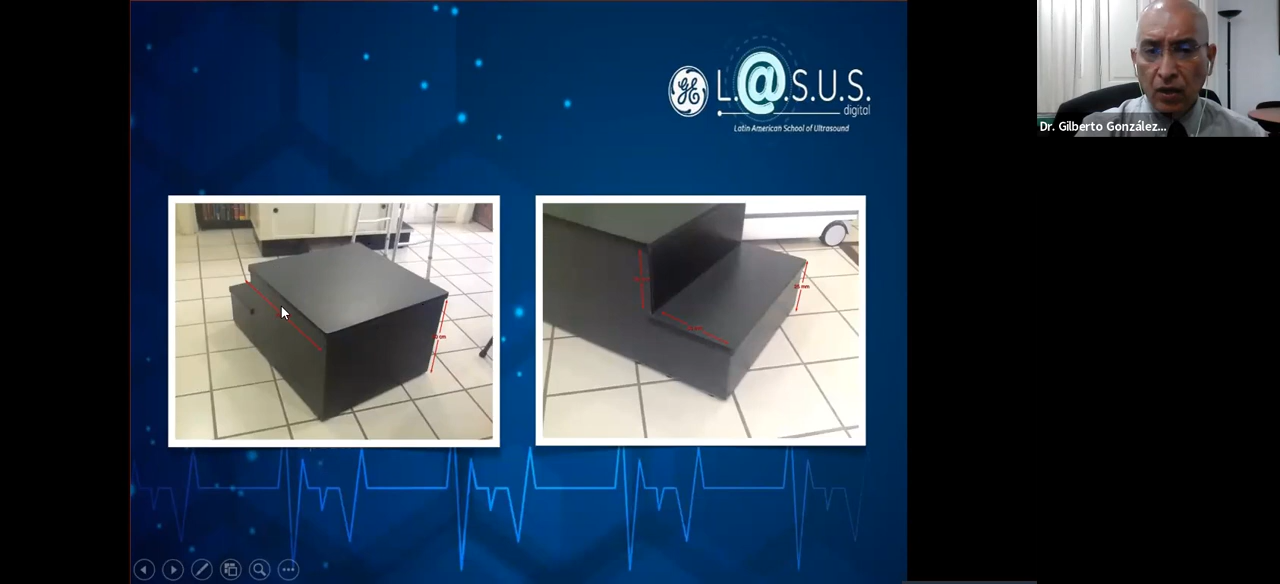 L.@.S.U.S.
digital
Latin American School of Ultrasound
Dr. Gilberto González...